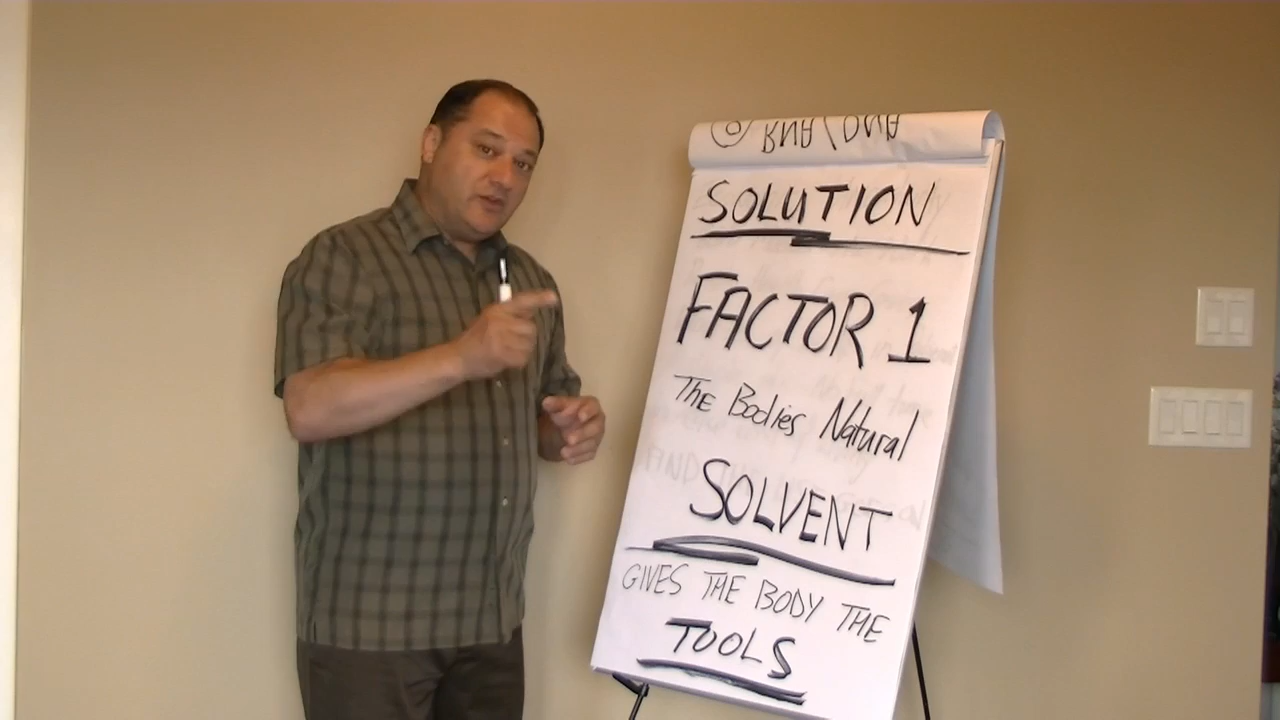 RNA/DNA
SOLUTION
FACTOR 1
The Bodies Natural
SOLVENT
GIVES THE BODY THE
TOOLS